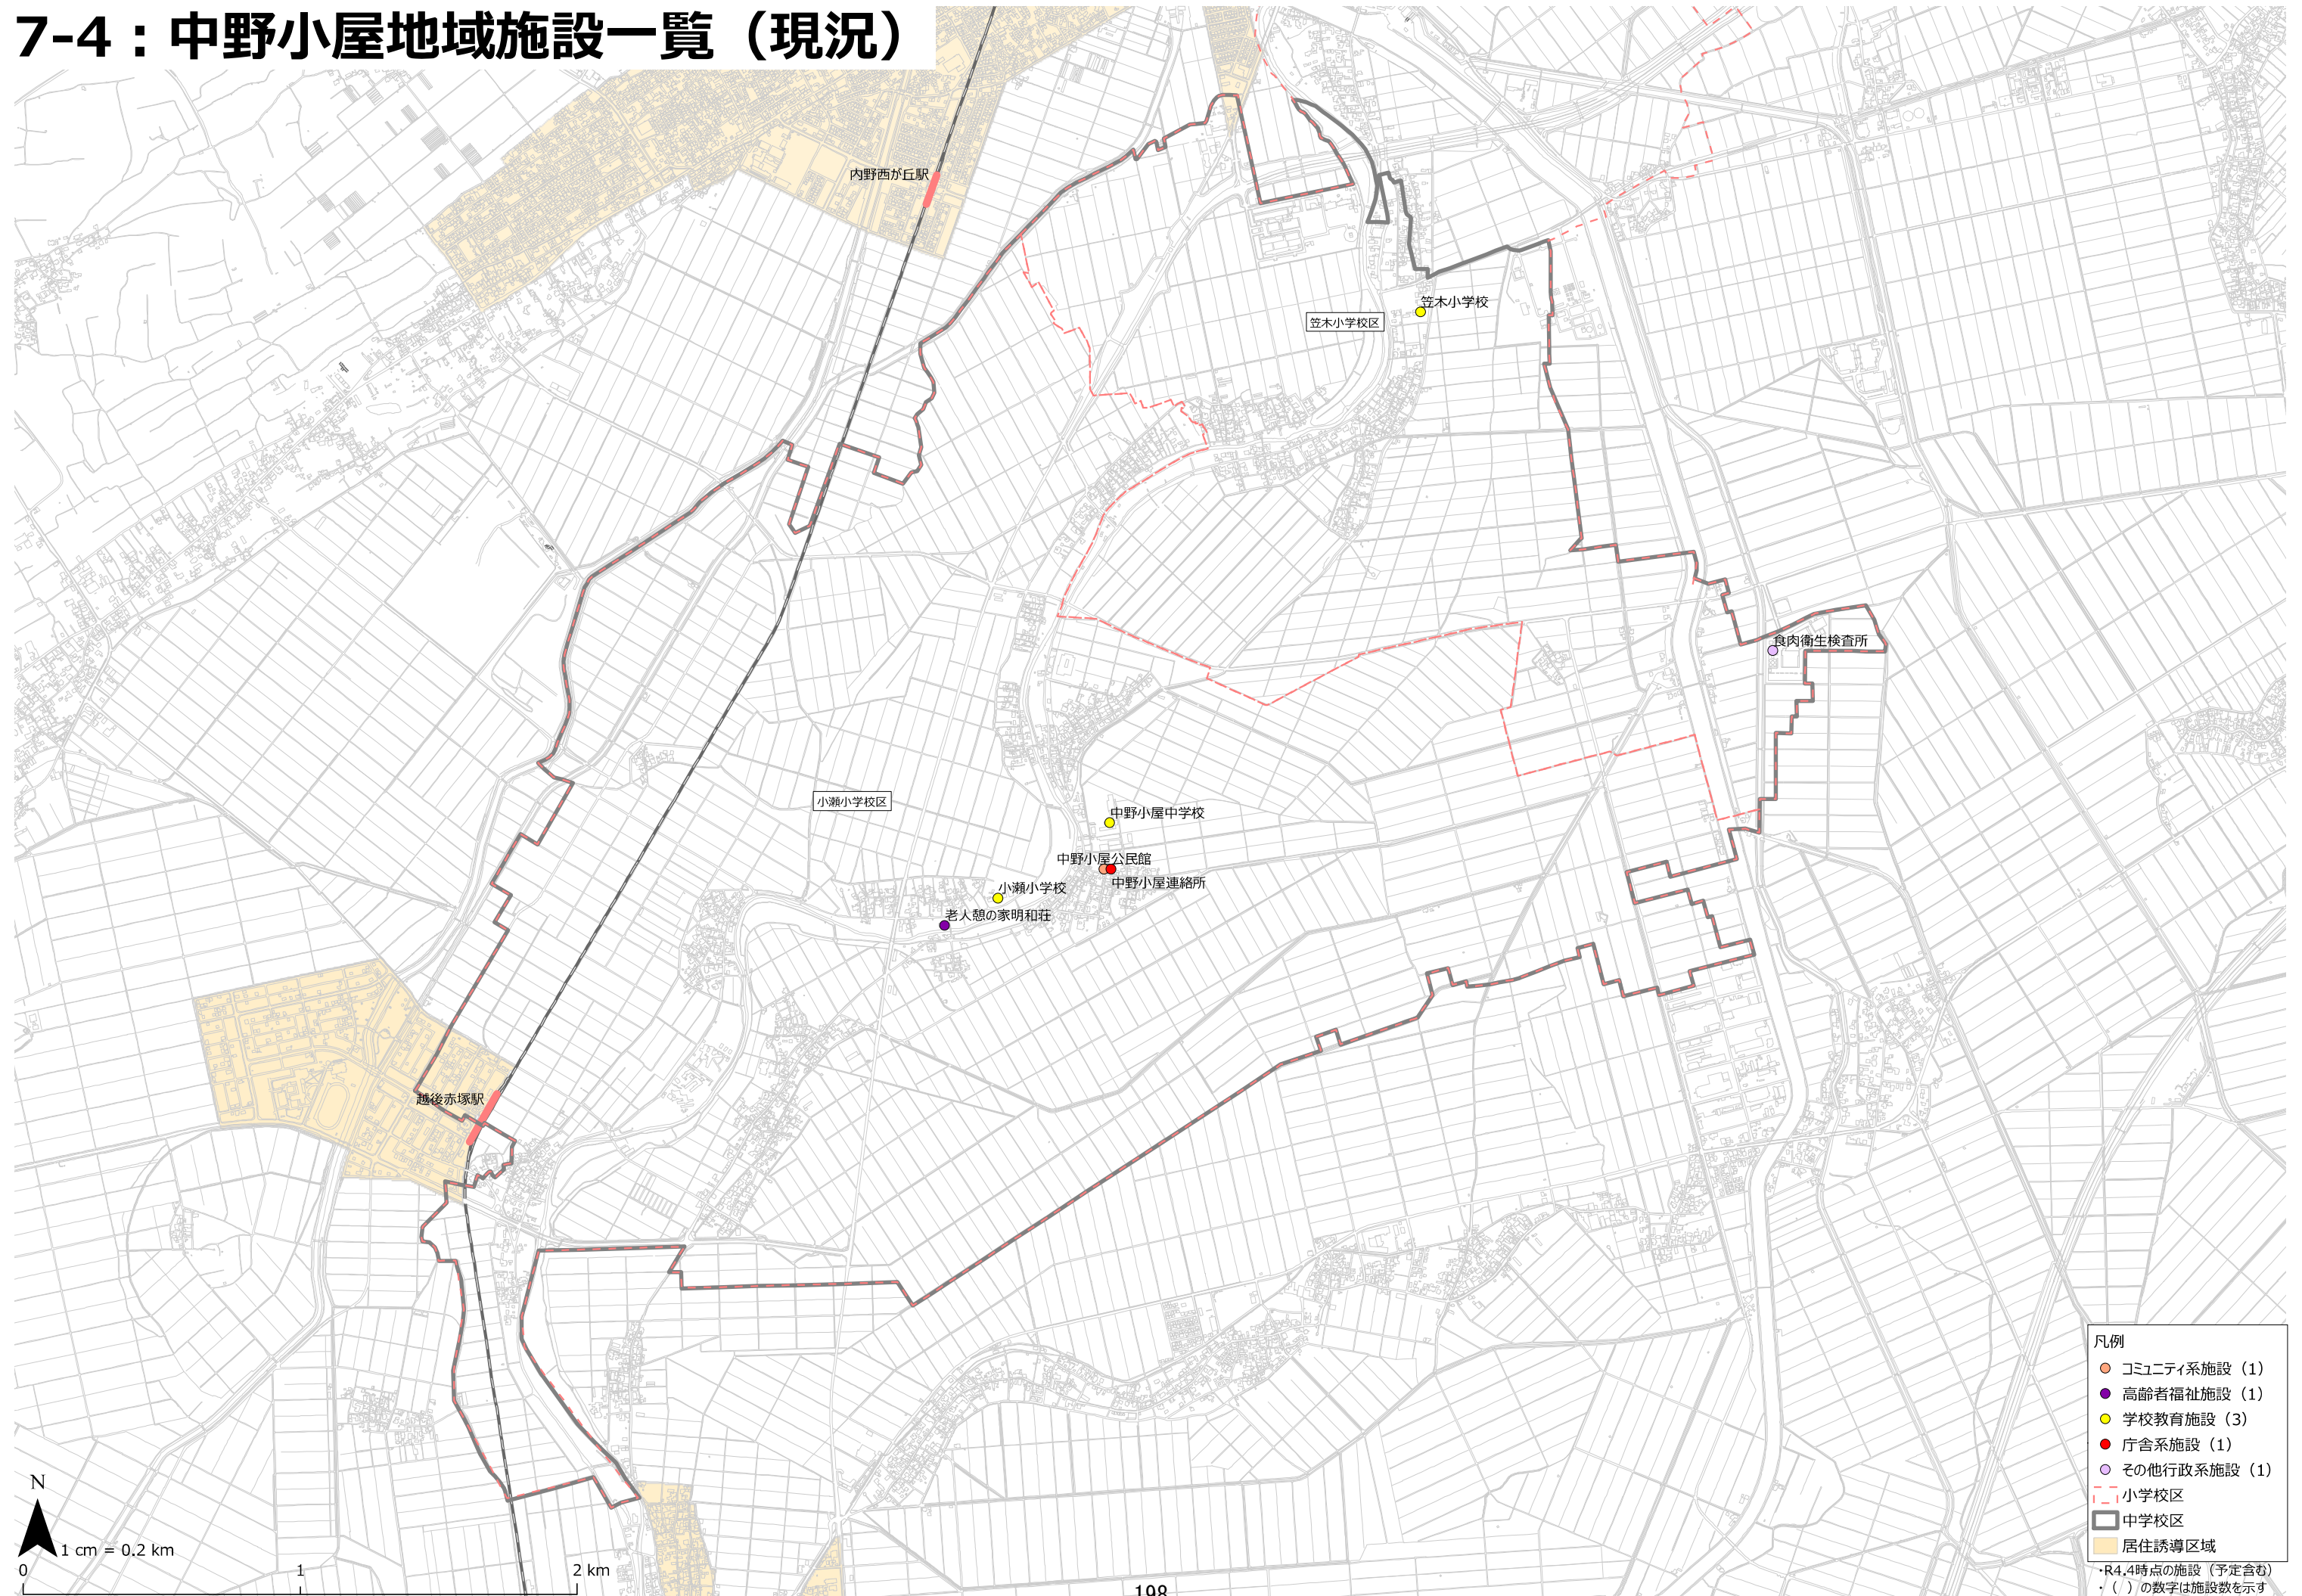 7-4：中野小屋地域施設一覧（現況）
内野西が丘駅
笠木小学校
笠木小学校区
食肉衛生検査所
小瀬小学校区
中野小屋中学校
中野小屋公民館
中野小屋連絡所
小瀬小学校
老人憩の家明和荘
越後赤塚駅
凡例
コミュニティ系施設（1）
高齢者福祉施設（1）
学校教育施設（3）
庁舎系施設（1）
その他行政系施設（1）
小学校区
中学校区
居住誘導区域
・R4.4時点の施設（予定含む）
・（ ）の数字は施設数を示す
N
1 cm = 0.2 km
0 1 2 km
198